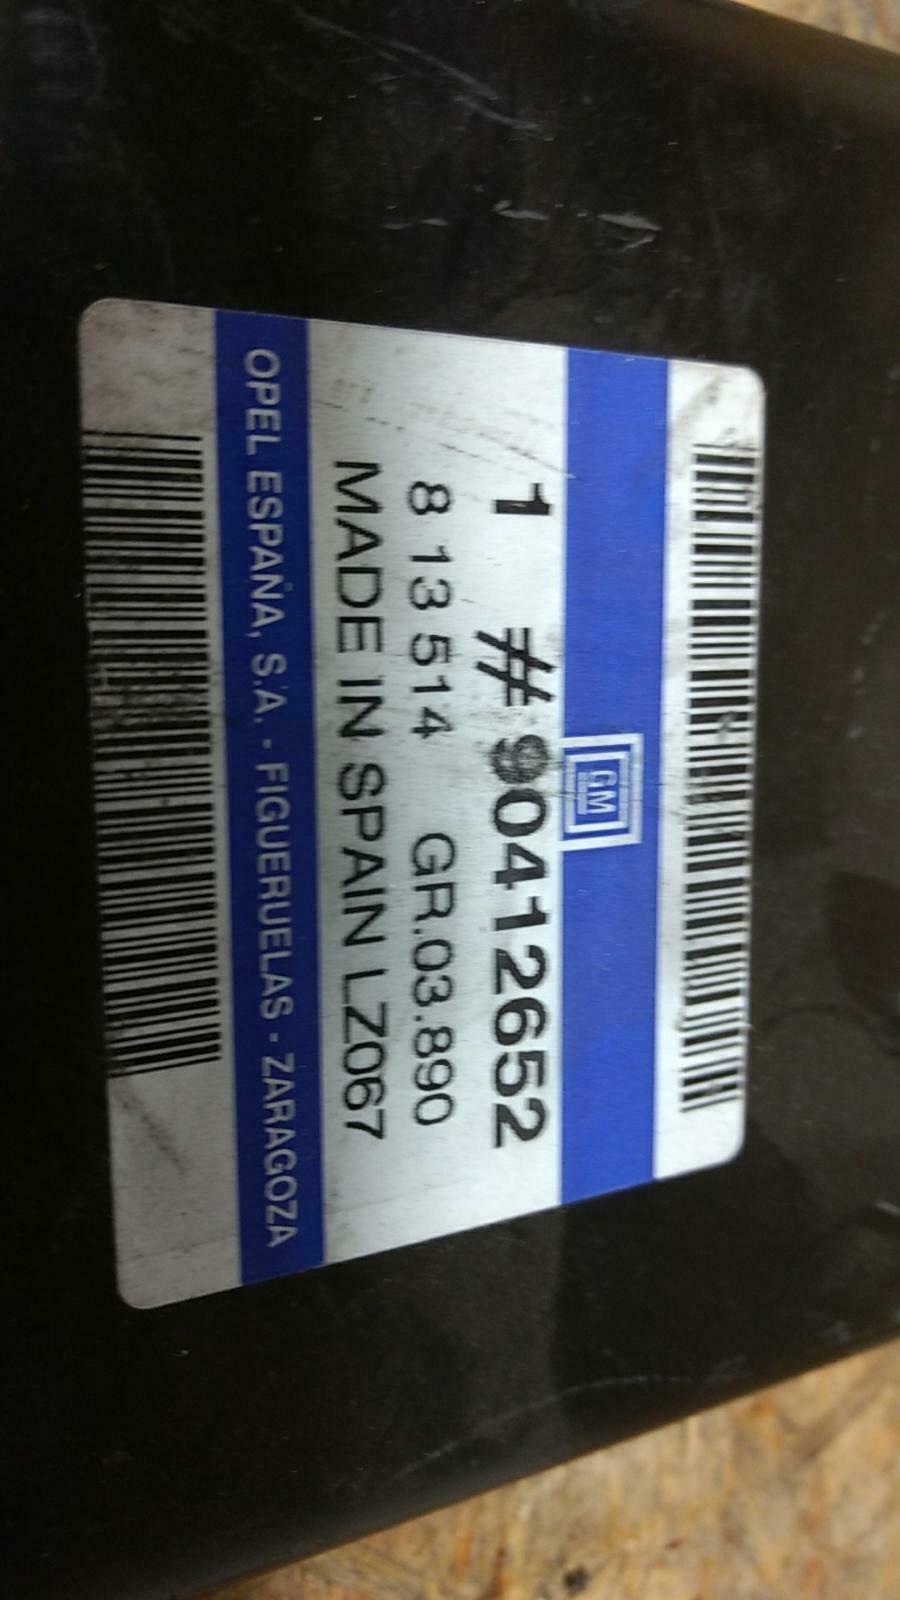 GM
1 #90412652
8 13 514 GR.03.890
MADE IN SPAIN LZ067
OPEL ESPAÑA, S.A. - FIGUERUELAS - ZARAGOZA